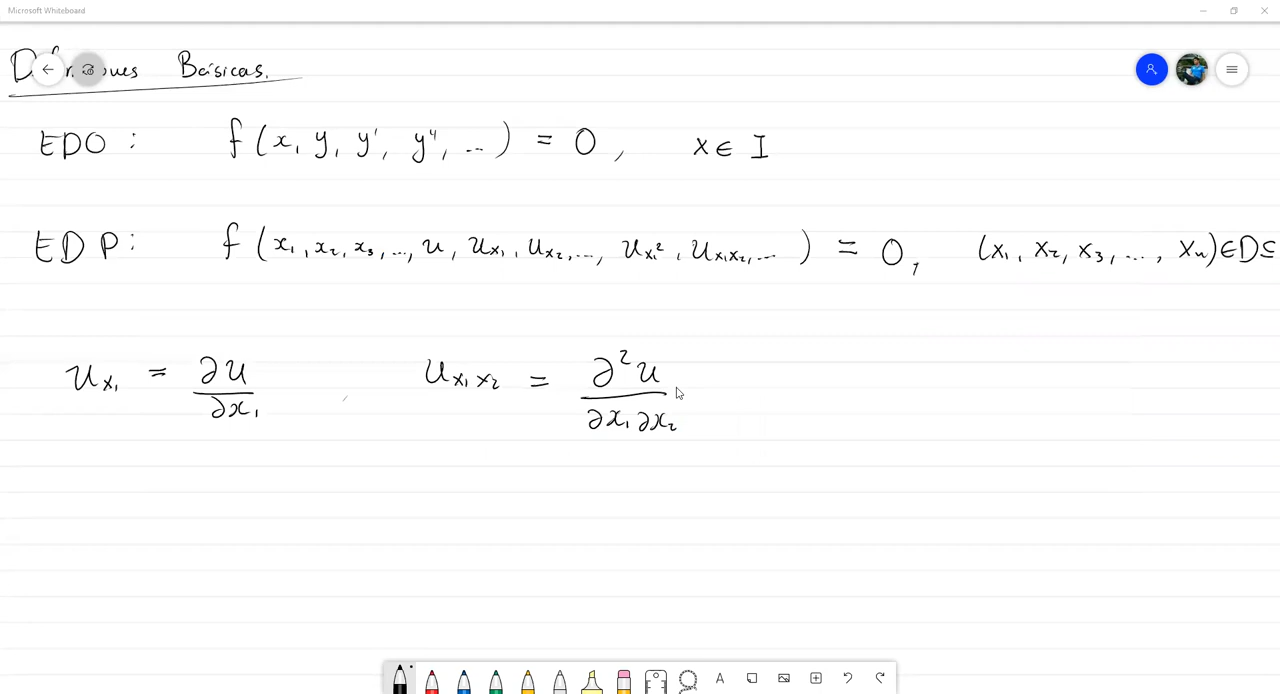 Microsoft Whiteboard
Básicas.
EDO : f(x, y, y', y'', ...) = 0, x ∈ I
EDP: f(x₁, x₂, x₃, ..., u, uₓ₁, uₓ₂, ..., uₓ₁², uₓ₁ₓ₂, ...) = 0, (x₁, x₂, x₃, ..., xₙ) ∈ D ⊆
uₓ₁ = ∂u/∂x₁ uₓ₁ₓ₂ = ∂²u/∂x₁∂x₂
A